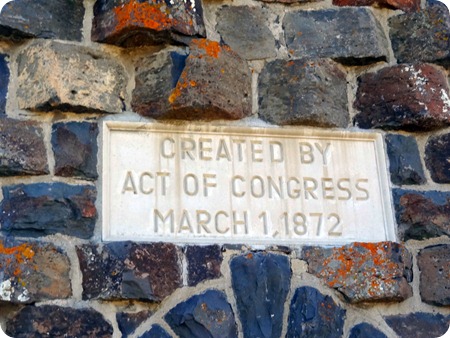 CREATED BY
ACT OF CONGRESS
MARCH 1, 1872